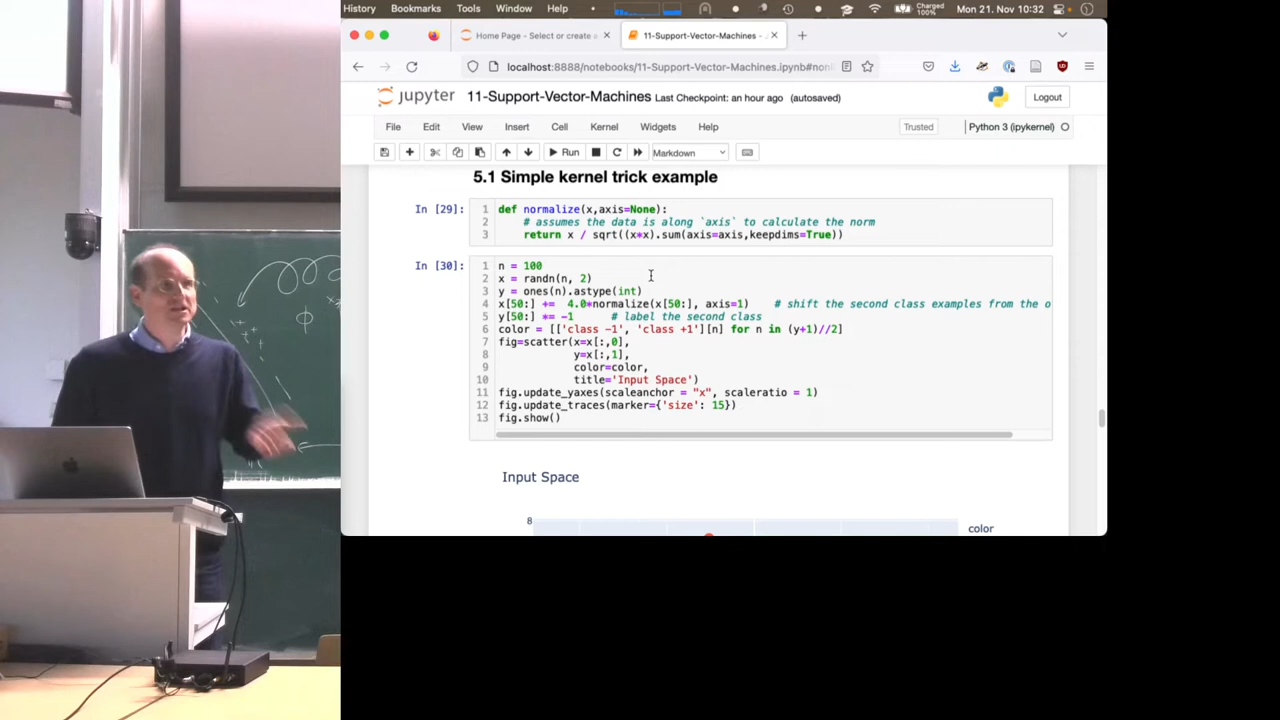 History Bookmarks Tools Window Help Charged 100% Mon 21. Nov 10:32
Home Page - Select or create a 11-Support-Vector-Machines -
localhost:8888/notebooks/11-Support-Vector-Machines.ipynb#non
jupyter 11-Support-Vector-Machines Last Checkpoint: an hour ago (autosaved) Logout
File Edit View Insert Cell Kernel Widgets Help Trusted Python 3 (ipykernel)
Run Markdown
5.1 Simple kernel trick example
In [29]:
1 def normalize(x,axis=None):
2 # assumes the data is along `axis` to calculate the norm
3 return x / sqrt((x*x).sum(axis=axis,keepdims=True))
In [30]:
1 n = 100
2 x = randn(n, 2)
3 y = ones(n).astype(int)
4 x[50:] += 4.0*normalize(x[50:], axis=1) # shift the second class examples from the o
5 y[50:] *= -1 # label the second class
6 color = [['class -1', 'class +1'][n] for n in (y+1)//2]
7 fig=scatter(x=x[:,0],
8 y=x[:,1],
9 color=color,
10 title='Input Space')
11 fig.update_yaxes(scaleanchor = "x", scaleratio = 1)
12 fig.update_traces(marker={'size': 15})
13 fig.show()
Input Space
8
color
ϕ